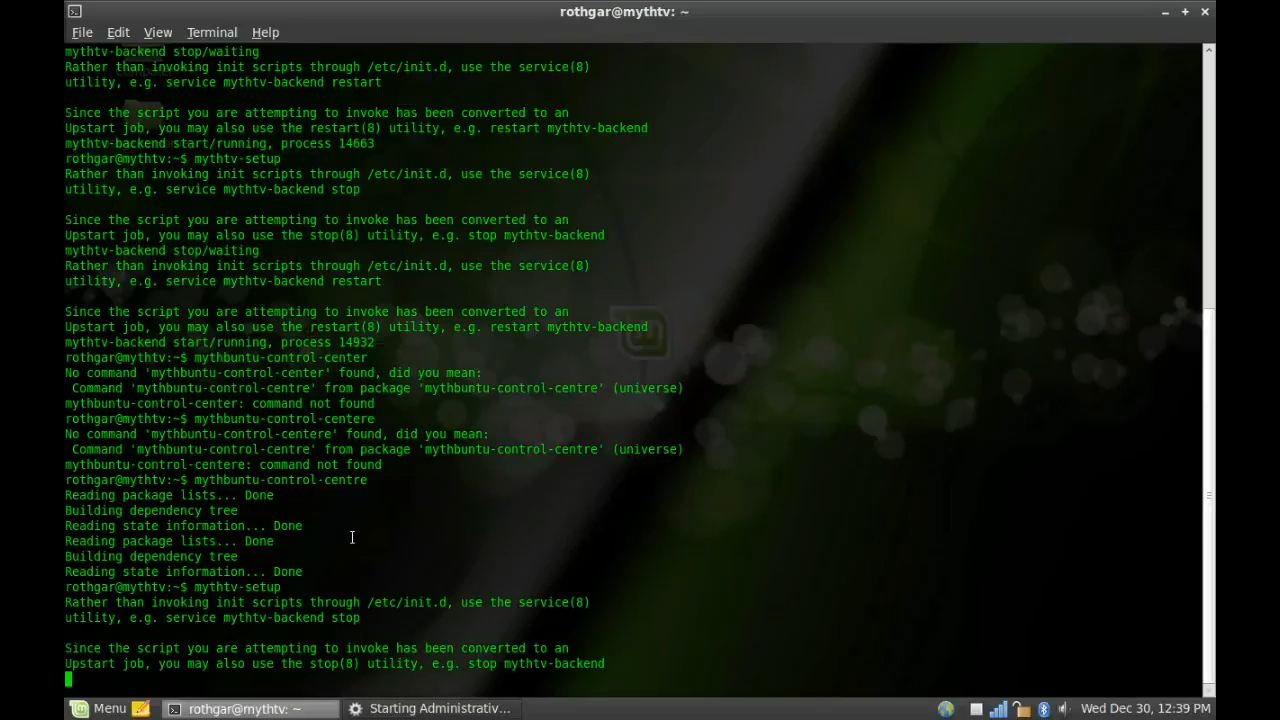 rothgar@mythtv: ~
File Edit View Terminal Help
mythtv-backend stop/waiting
Rather than invoking init scripts through /etc/init.d, use the service(8)
utility, e.g. service mythtv-backend restart
Since the script you are attempting to invoke has been converted to an
Upstart job, you may also use the restart(8) utility, e.g. restart mythtv-backend
mythtv-backend start/running, process 14663
rothgar@mythtv:~$ mythtv-setup
Rather than invoking init scripts through /etc/init.d, use the service(8)
utility, e.g. service mythtv-backend stop
Since the script you are attempting to invoke has been converted to an
Upstart job, you may also use the stop(8) utility, e.g. stop mythtv-backend
mythtv-backend stop/waiting
Rather than invoking init scripts through /etc/init.d, use the service(8)
utility, e.g. service mythtv-backend restart
Since the script you are attempting to invoke has been converted to an
Upstart job, you may also use the restart(8) utility, e.g. restart mythtv-backend
mythtv-backend start/running, process 14932
rothgar@mythtv:~$ mythbuntu-control-center
No command 'mythbuntu-control-center' found, did you mean:
Command 'mythbuntu-control-centre' from package 'mythbuntu-control-centre' (universe)
mythbuntu-control-center: command not found
rothgar@mythtv:~$ mythbuntu-control-centere
No command 'mythbuntu-control-centere' found, did you mean:
Command 'mythbuntu-control-centre' from package 'mythbuntu-control-centre' (universe)
mythbuntu-control-centere: command not found
rothgar@mythtv:~$ mythbuntu-control-centre
Reading package lists... Done
Building dependency tree
Reading state information... Done
Reading package lists... Done
Building dependency tree
Reading state information... Done
rothgar@mythtv:~$ mythtv-setup
Rather than invoking init scripts through /etc/init.d, use the service(8)
utility, e.g. service mythtv-backend stop
Since the script you are attempting to invoke has been converted to an
Upstart job, you may also use the stop(8) utility, e.g. stop mythtv-backend
Menu rothgar@mythtv: ~ Starting Administrativ... Wed Dec 30, 12:39 PM